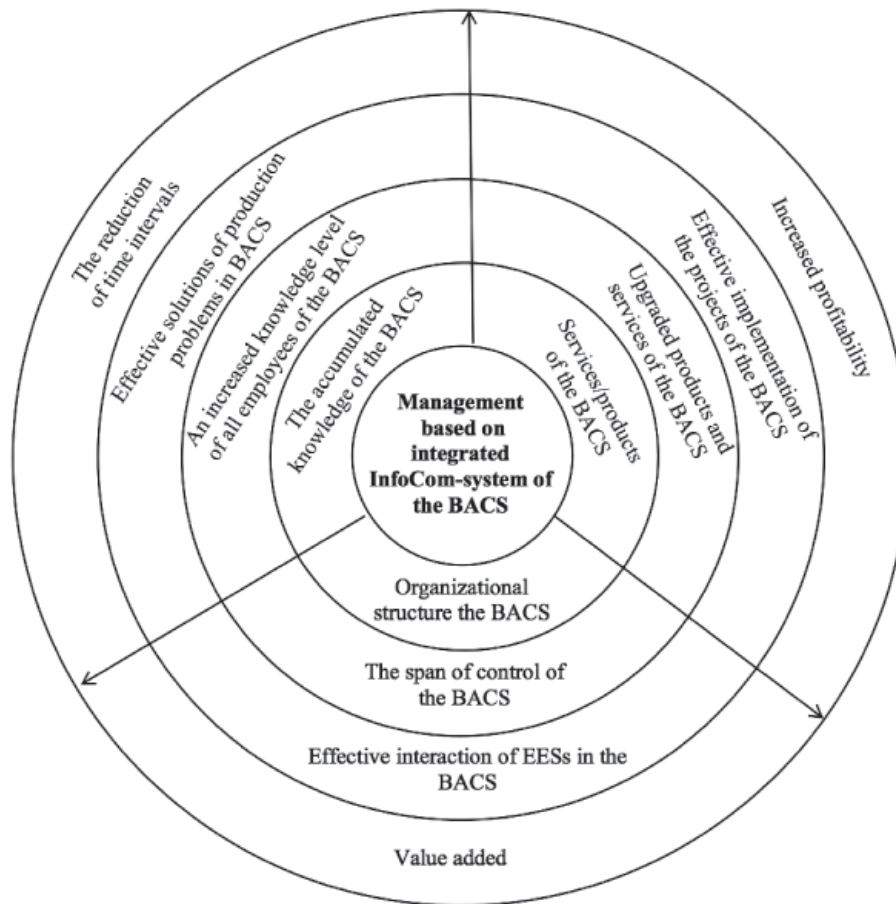 The reduction
of time intervals
Effective solutions of production
problems in BACS
An increased knowledge level
of all employees of the BACS
The accumulated
knowledge of the BACS
Management
based on
integrated
InfoCom-system of
the BACS
Services/products
of the BACS
Upgraded products and
services of the BACS
Effective implementation of
the projects of the BACS
Increased profitability
Organizational
structure the BACS
The span of control of
the BACS
Effective interaction of EESs in the
BACS
Value added